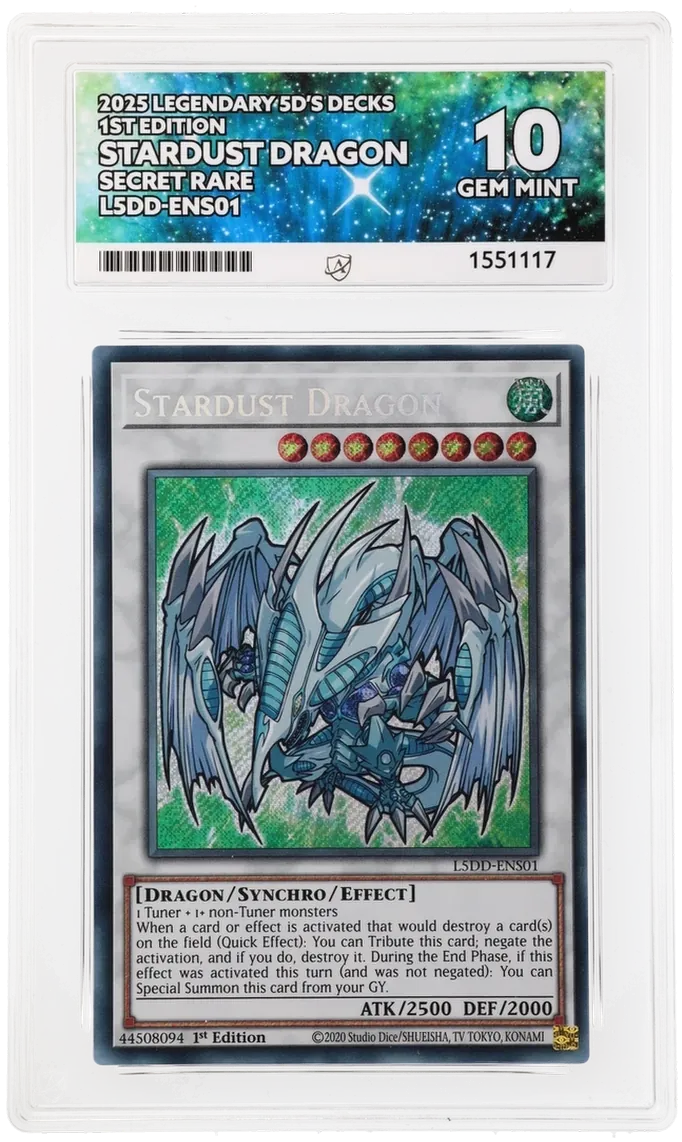 2025 LEGENDARY 5D'S DECKS
1ST EDITION
STARDUST DRAGON
SECRET RARE
L5DD-ENS01
10
GEM MINT
A
1551117
STARDUST DRAGON
風
L5DD-ENS01
[DRAGON/SYNCHRO/EFFECT]
1 Tuner + 1+ non-Tuner monsters
When a card or effect is activated that would destroy a card(s)
on the field (Quick Effect): You can Tribute this card; negate the
activation, and if you do, destroy it. During the End Phase, if this
effect was activated this turn (and was not negated): You can
Special Summon this card from your GY.
ATK/2500 DEF/2000
44508094 1st Edition ©2020 Studio Dice/SHUEISHA, TV TOKYO, KONAMI